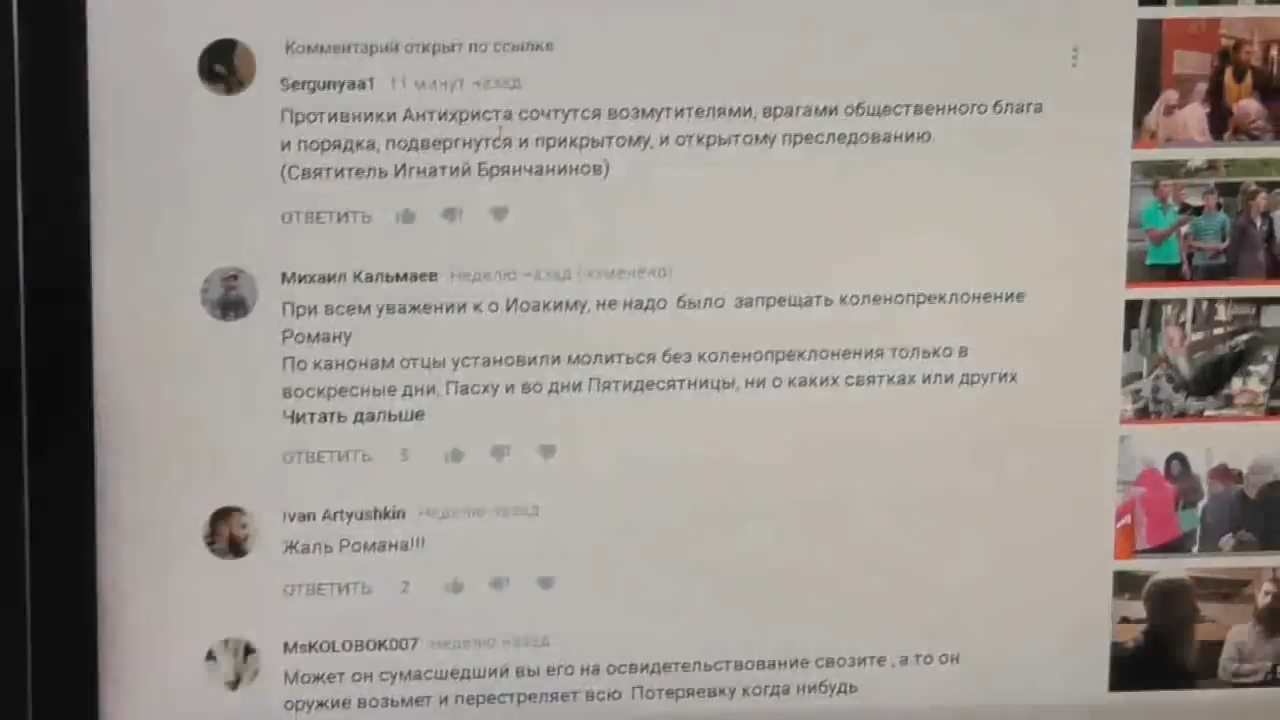 Комментарий открыт по ссылке
Sergunyaa1 11 минут назад
Противники Антихриста сочтутся возмутителями, врагами общественного блага
и порядка, подвергнутся и прикрытому, и открытому преследованию.
(Святитель Игнатий Брянчанинов)
ОТВЕТИТЬ
Михаил Кальмаев неделю назад (изменено)
При всем уважении к о Иоакиму, не надо было запрещать коленопреклонение
Роману
По канонам отцы установили молиться без коленопреклонения только в
воскресные дни, Пасху и во дни Пятидесятницы, ни о каких святках или других
Читать дальше
ОТВЕТИТЬ 5
Ivan Artyushkin неделю назад
Жаль Романа!!!
ОТВЕТИТЬ 2
MsKOLOBOK007 неделю назад
Может он сумасшедший вы его на освидетельствование свозите , а то он
оружие возьмет и перестреляет всю Потеряевку когда нибудь